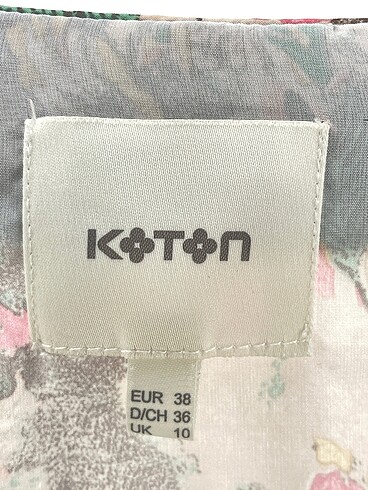 KOTON
EUR 38
D/CH 36
UK 10